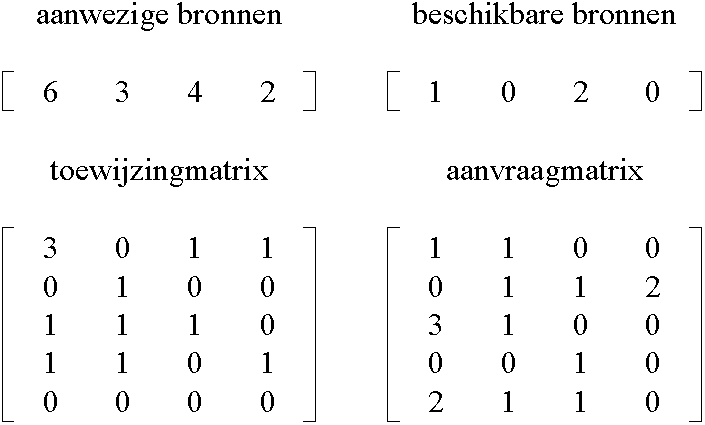 aanwezige bronnen beschikbare bronnen
[ 6 3 4 2 ] [ 1 0 2 0 ]
toewijzingmatrix aanvraagmatrix
3 0 1 1 1 1 0 0
0 1 0 0 0 1 1 2
1 1 1 0 3 1 0 0
1 1 0 1 0 0 1 0
0 0 0 0 2 1 1 0